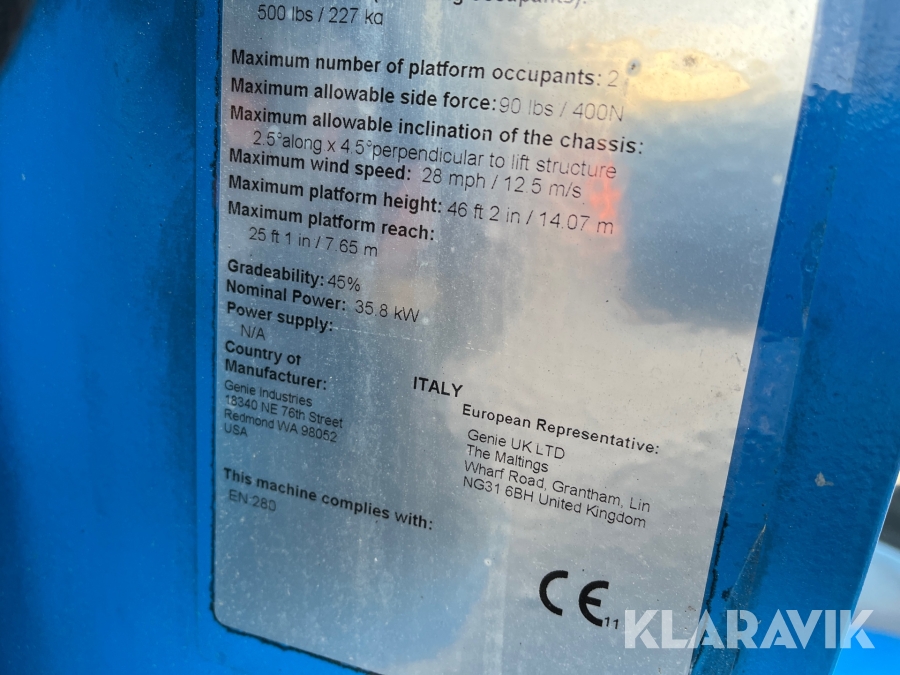 occupants):
500 lbs / 227 kg
Maximum number of platform occupants: 2
Maximum allowable side force: 90 lbs / 400N
Maximum allowable inclination of the chassis:
2.5°along x 4.5°perpendicular to lift structure
Maximum wind speed: 28 mph / 12.5 m/s
Maximum platform height: 46 ft 2 in / 14.07 m
Maximum platform reach:
25 ft 1 in / 7.65 m
Gradeability: 45%
Nominal Power: 35.8 kW
Power supply:
N/A
Country of
Manufacturer: ITALY
Genie Industries
18340 NE 76th Street
Redmond WA 98052
USA
European Representative:
Genie UK LTD
The Maltings
Wharf Road, Grantham, Lin
NG31 6BH United Kingdom
This machine complies with:
EN 280
CE 11
KLARAVIK